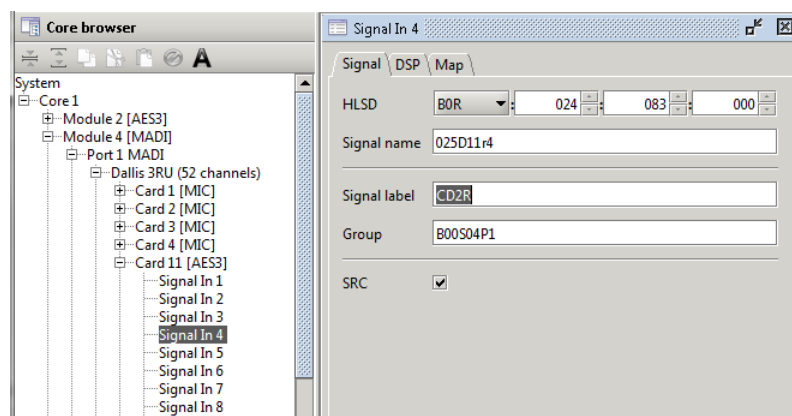 Core browser
A
System
Core 1
Module 2 [AES3]
Module 4 [MADI]
Port 1 MADI
Dallis 3RU (52 channels)
Card 1 [MIC]
Card 2 [MIC]
Card 3 [MIC]
Card 4 [MIC]
Card 11 [AES3]
Signal In 1
Signal In 2
Signal In 3
Signal In 4
Signal In 5
Signal In 6
Signal In 7
Signal In 8
Signal In 4
Signal DSP Map
HLSD B0R : 024 : 083 : 000
Signal name 025D11r4
Signal label CD2R
Group B00S04P1
SRC